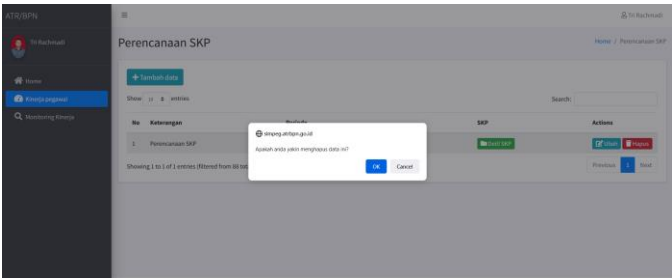 ATR/BPN
Tri Rachmadi
Tri Rachmadi
Home
Kinerja pegawai
Monitoring Kinerja
Perencanaan SKP
Home / Perencanaan SKP
+ Tambah data
Show entries
Search:
No Keterangan Periode SKP Actions
1 Perencanaan SKP Detil SKP Ubah Hapus
Showing 1 to 1 of 1 entries (filtered from
Previous 1 Next
simpeg.atrbpn.go.id
Apakah anda yakin menghapus data ini?
OK Cancel